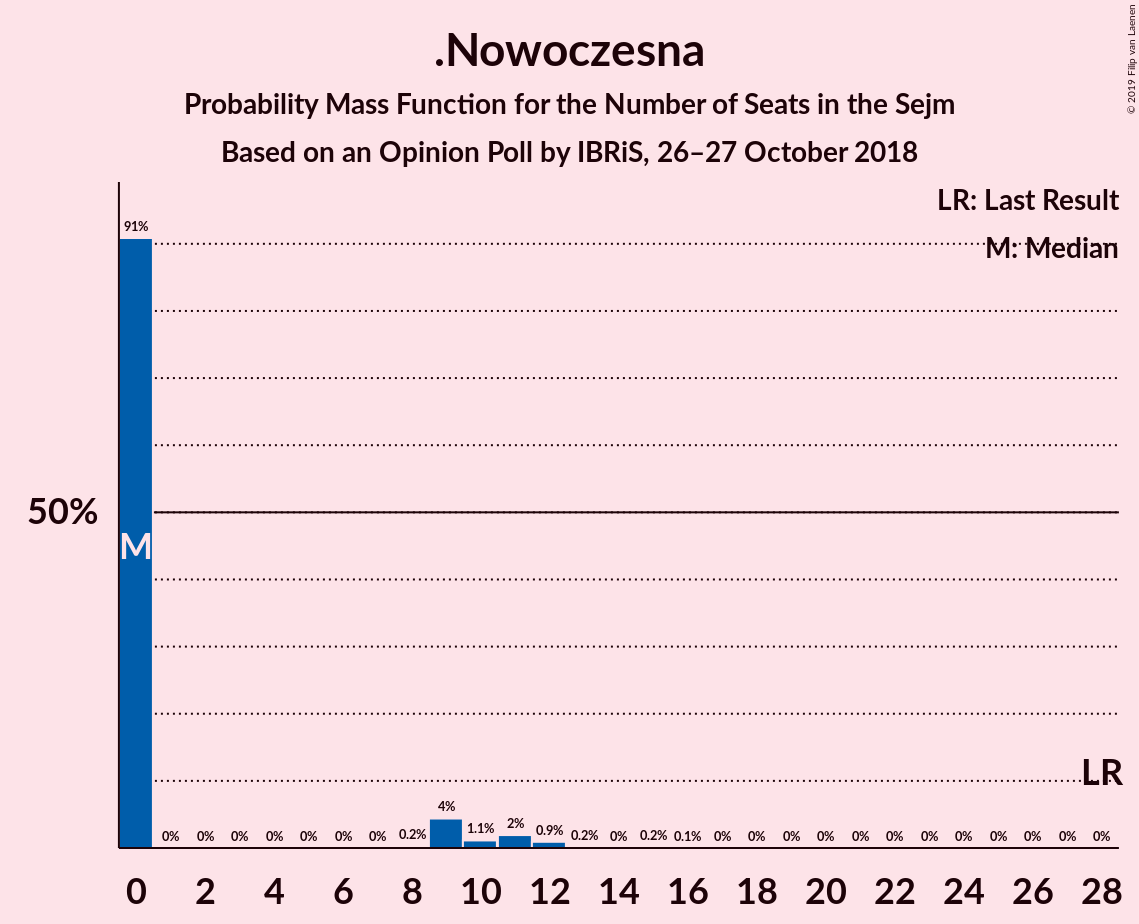 .Nowoczesna
Probability Mass Function for the Number of Seats in the Sejm
Based on an Opinion Poll by IBRiS, 26–27 October 2018
© 2019 Filip van Laenen
LR: Last Result
M: Median
91%
50%
M
LR
0% 0% 0% 0% 0% 0% 0% 0.2% 4% 1.1% 2% 0.9% 0.2% 0% 0.2% 0.1% 0% 0% 0% 0% 0% 0% 0% 0% 0% 0% 0% 0%
0 2 4 6 8 10 12 14 16 18 20 22 24 26 28